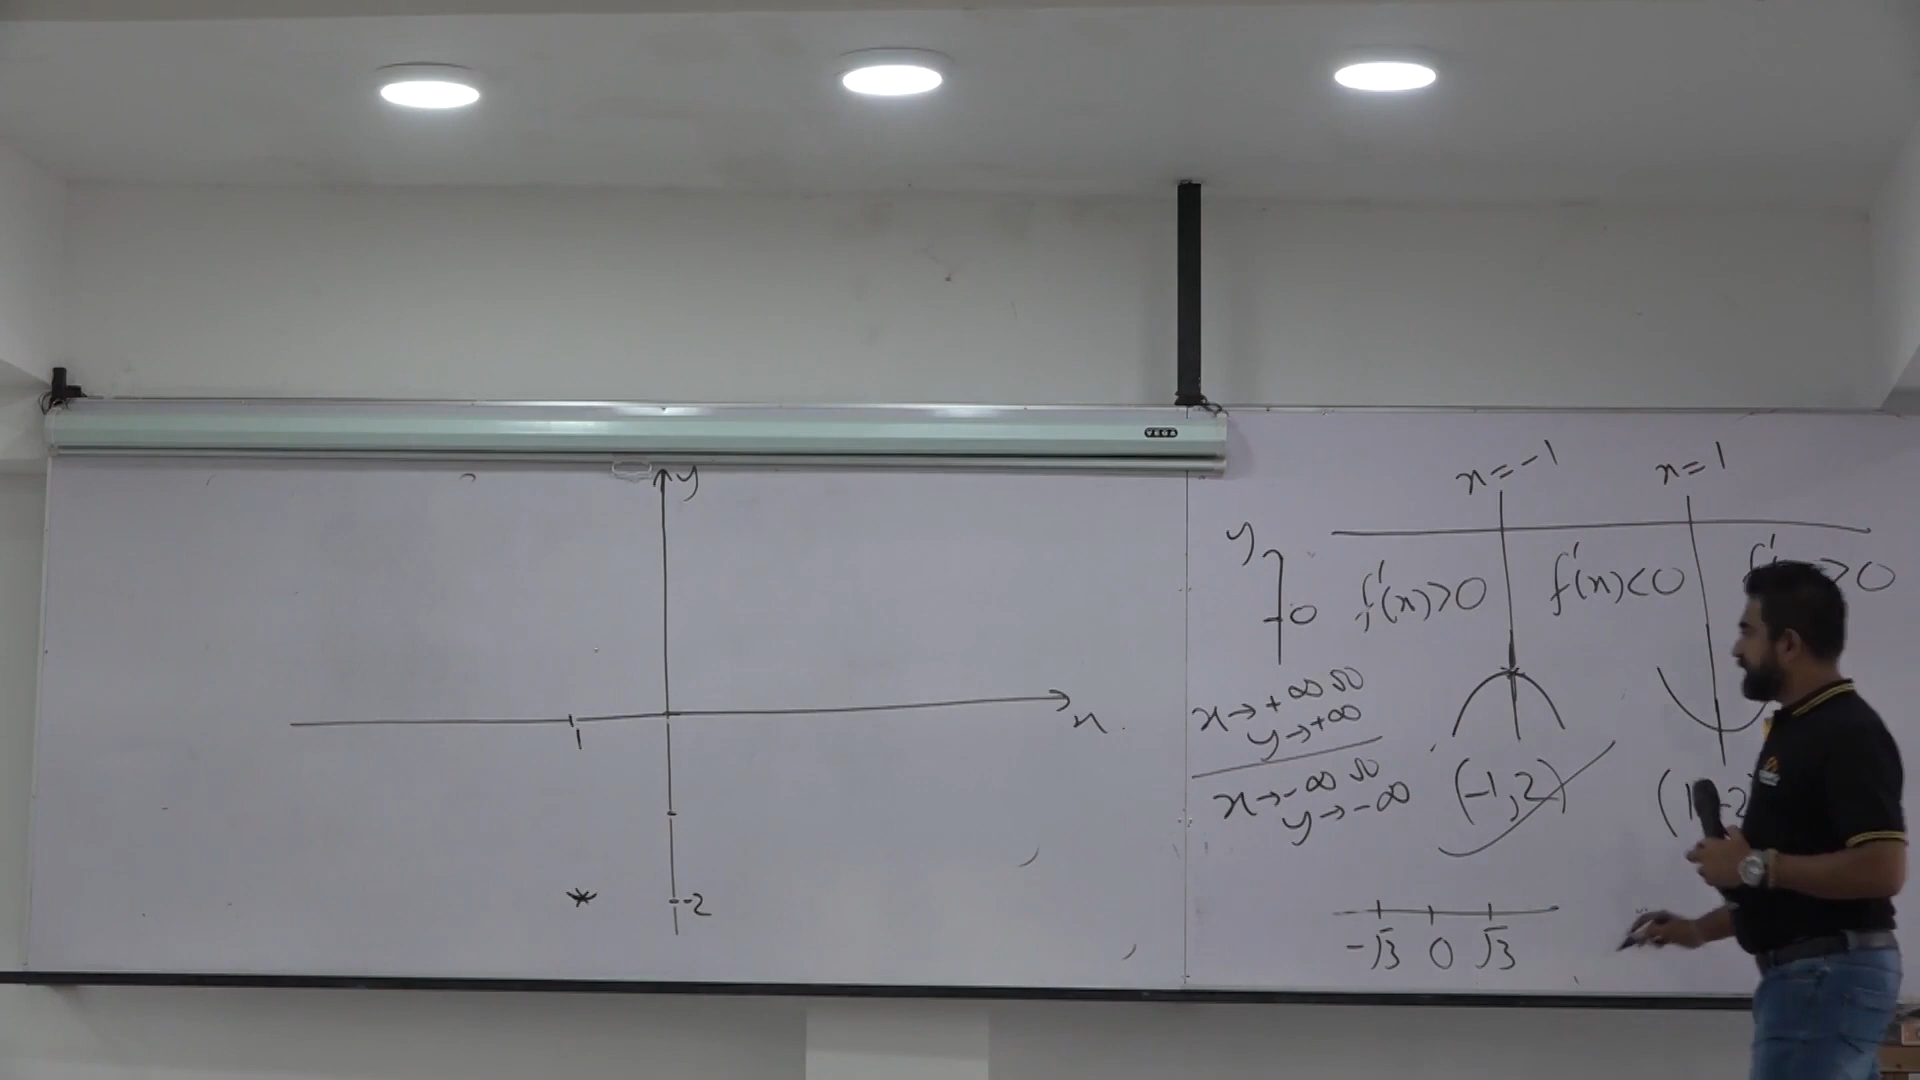 VEGA
y
x
1
-2
x=-1
x=1
y
0
f'(x)>0
f'(x)<0
>0
x→+∞ so
y→+∞
x→-∞ so
y→-∞
(-1,2)
-√3 0 √3